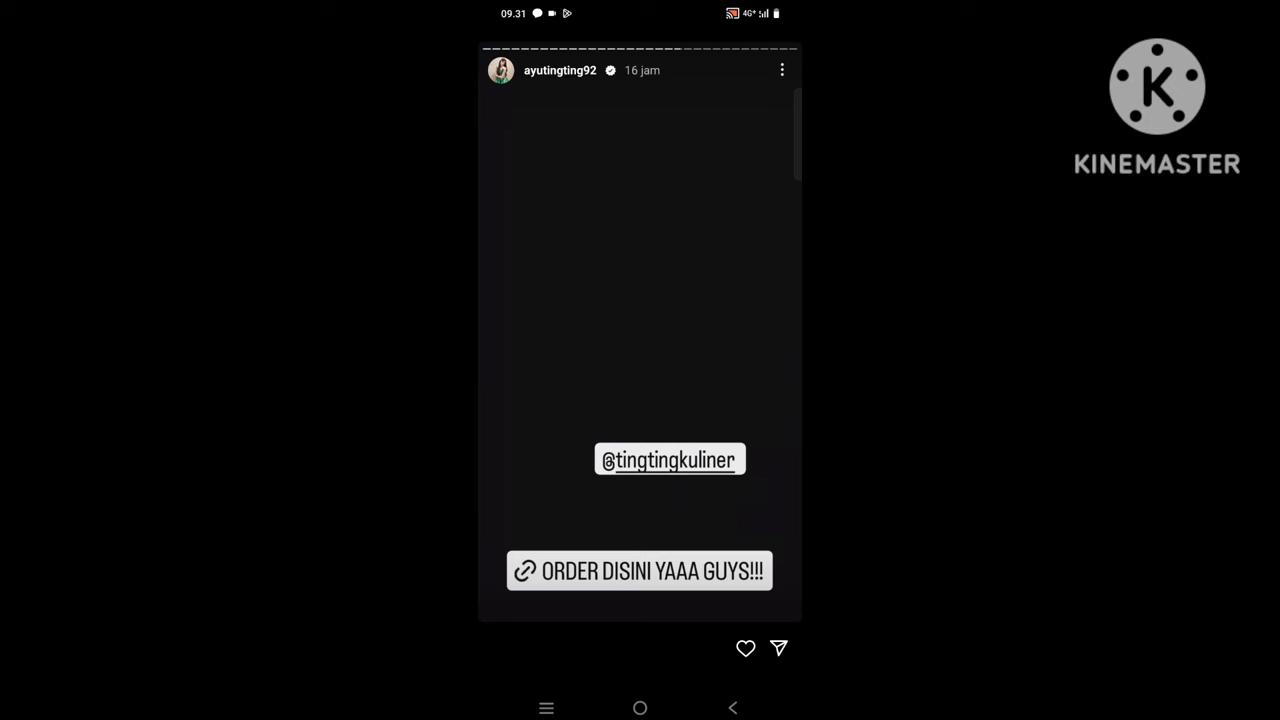 09.31
4G+
ayutingting92 16 jam
KINEMASTER
@tingtingkuliner
ORDER DISINI YAAA GUYS!!!